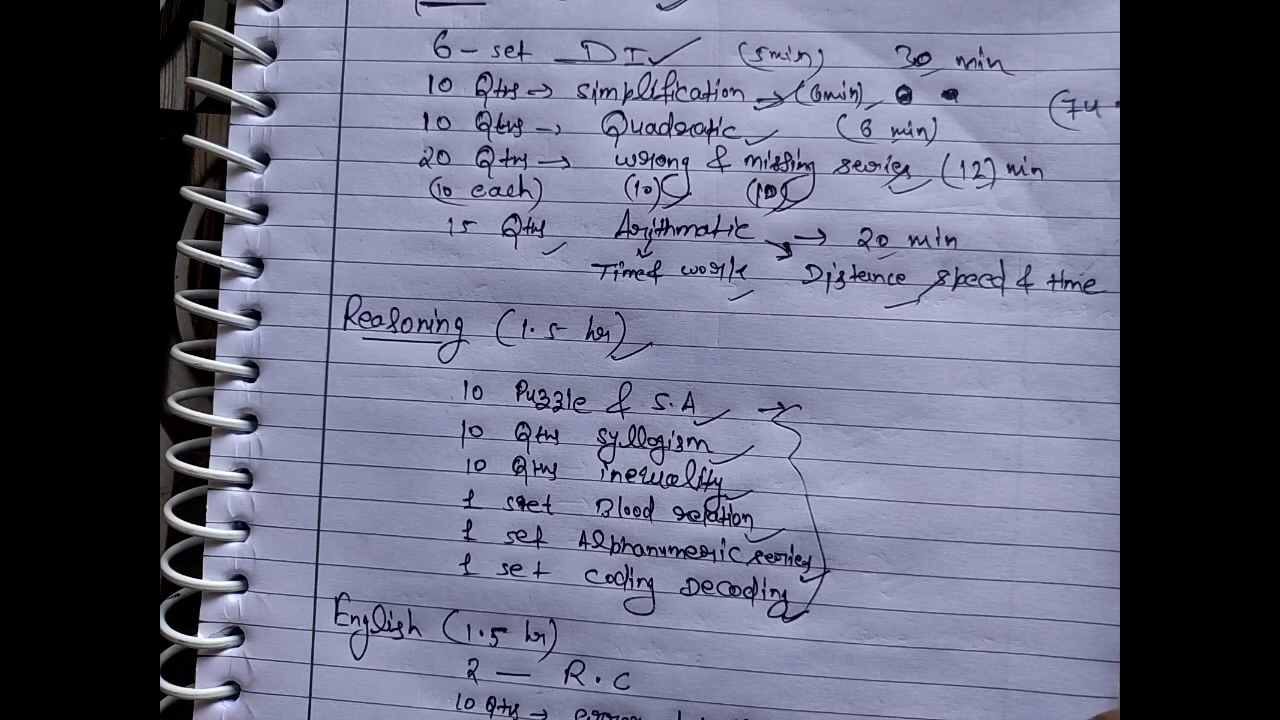 6 - set DI ✓ (5min) 30 min
10 Qtns → simplification → (6min)
10 Qtns → Quadratic ✓ (6 min) (74
20 Qtns → wrong & missing series (12) min
(10 each) (10) (10)
15 Qtns Arithmatic → 20 min
Time & work Distance speed & time
Reasoning (1.5 hr)
10 Puzzle & S.A
10 Qtns syllogism
10 Qtns inequality
1 set Blood relation
1 set Alphanumeric series
1 set Coding Decoding
English (1.5 hr)
2 — R.C
10 Qtns →